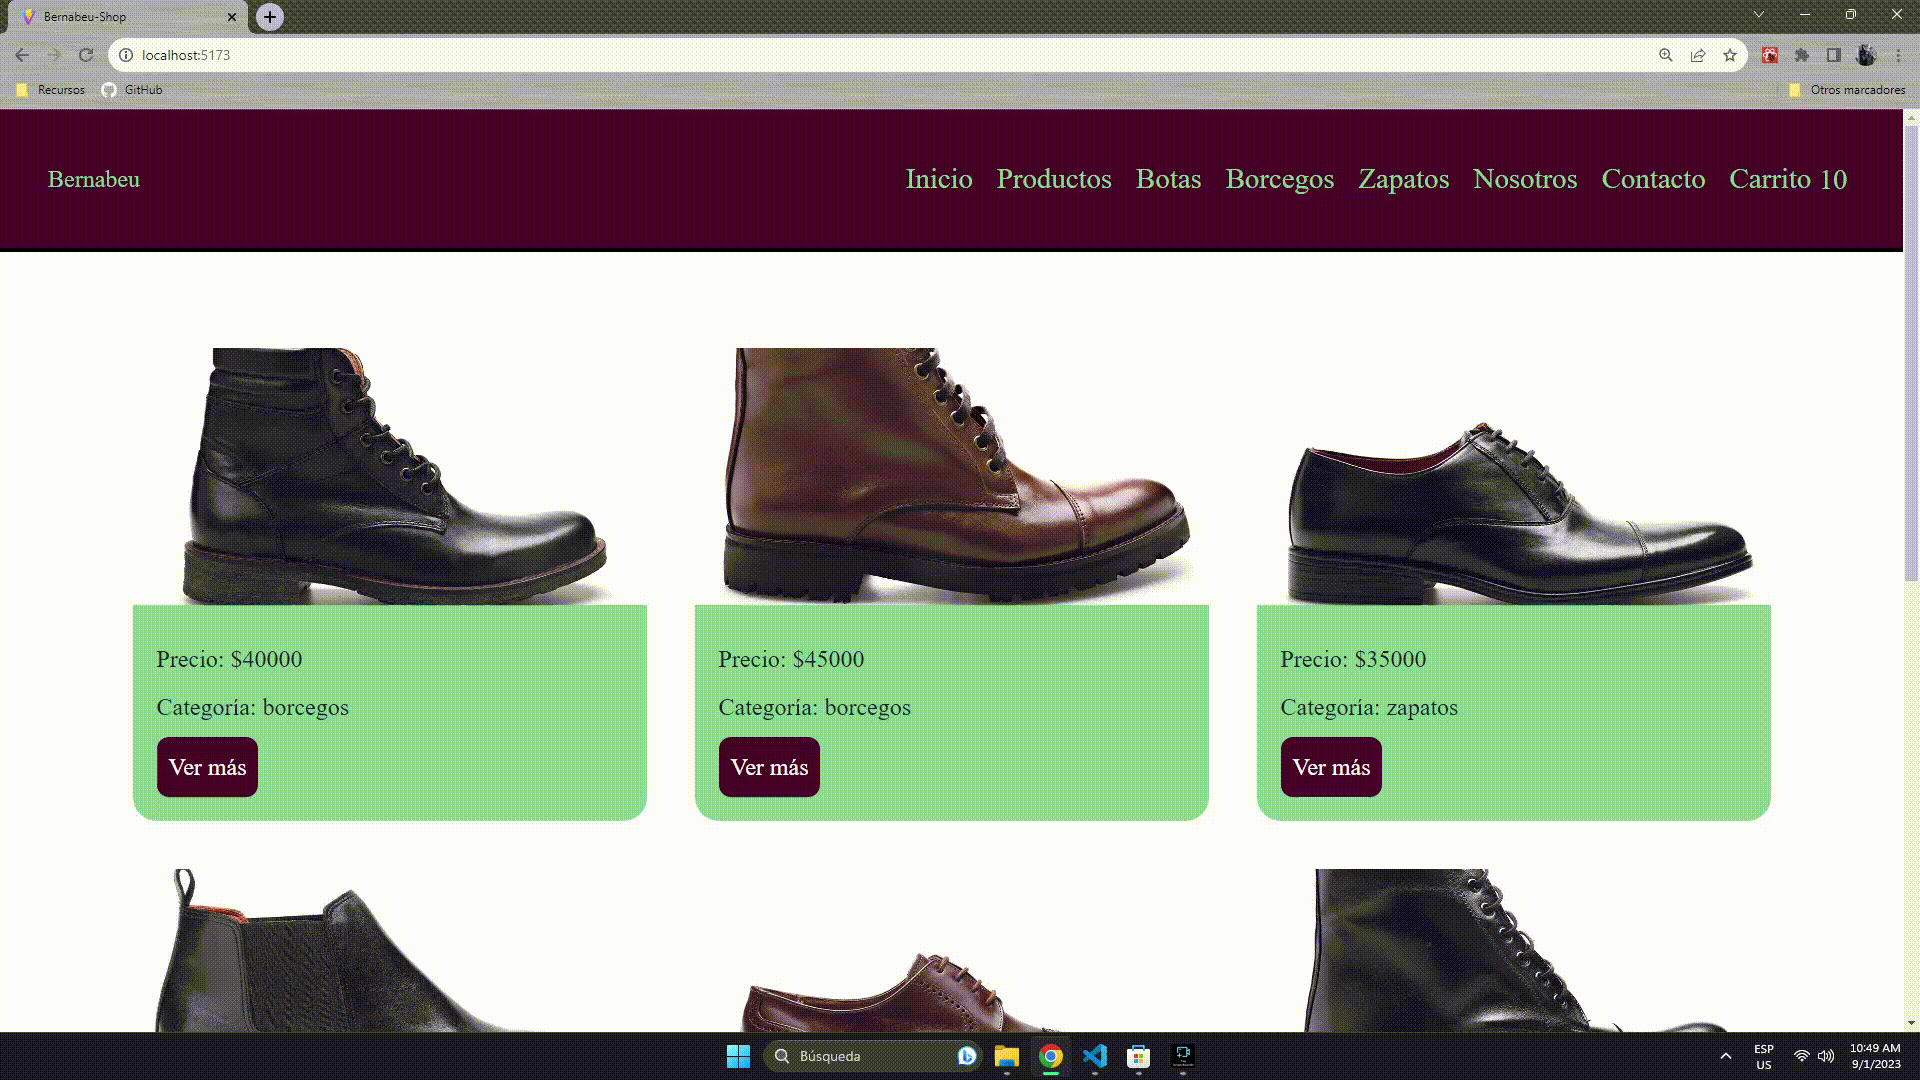 Bernabeu-Shop
localhost:5173
Recursos GitHub Otros marcadores
Bernabeu Inicio Productos Botas Borcegos Zapatos Nosotros Contacto Carrito 10
Precio: $40000
Categoría: borcegos
Ver más
Precio: $45000
Categoría: borcegos
Ver más
Precio: $35000
Categoría: zapatos
Ver más
Búsqueda
ESP
US
10:49 AM
9/1/2023